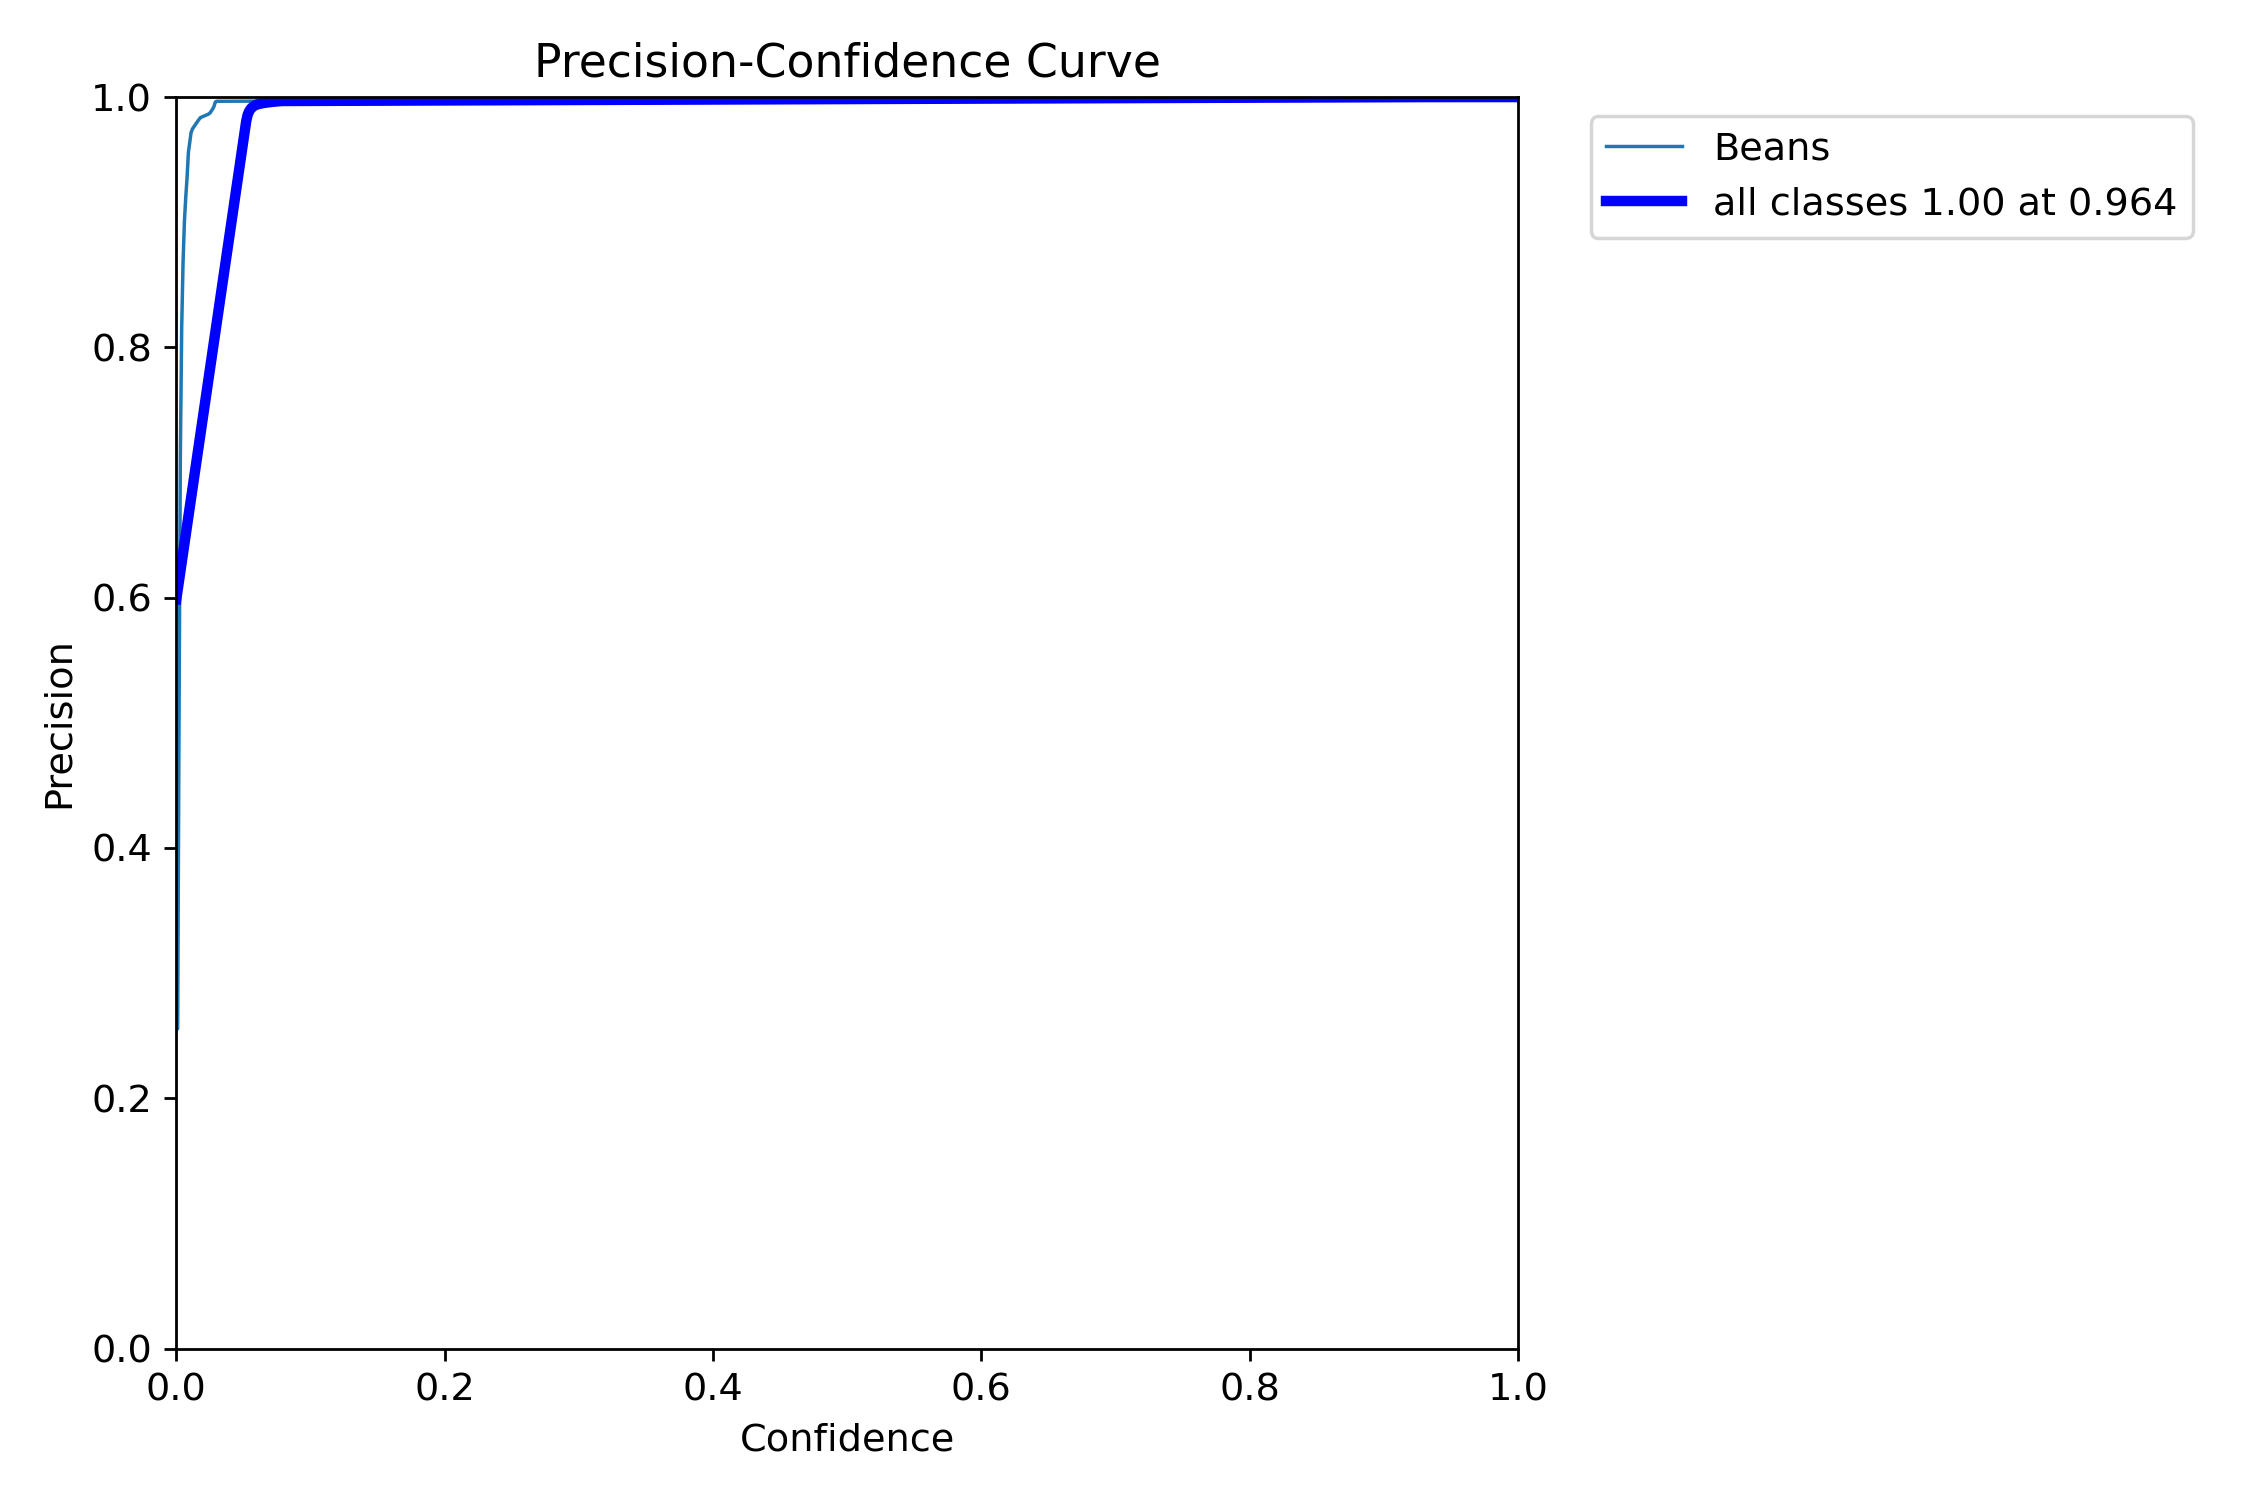 Precision-Confidence Curve
1.0
0.8
0.6
0.4
0.2
0.0
Precision
0.0 0.2 0.4 0.6 0.8 1.0
Confidence
Beans
all classes 1.00 at 0.964